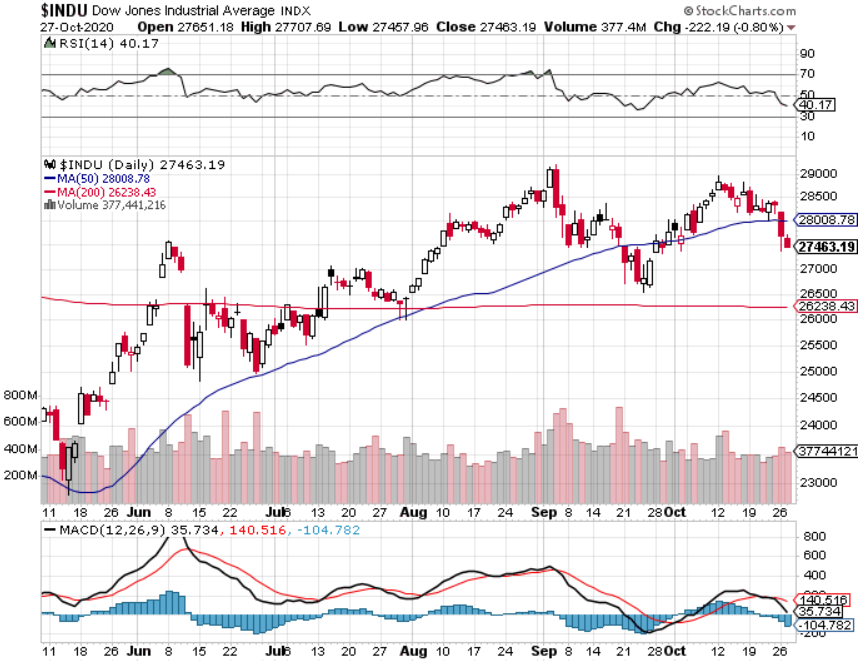 $INDU Dow Jones Industrial Average INDX
© StockCharts.com
27-Oct-2020 Open 27651.18 High 27707.69 Low 27457.96 Close 27463.19 Volume 377.4M Chg -222.19 (-0.80%)
RSI(14) 40.17
90
70
50
40.17
30
10
$INDU (Daily) 27463.19
MA(50) 28008.78
MA(200) 26238.43
Volume 377,441,216
29000
28500
28008.78
27463.19
27000
26500
26238.43
26000
25500
25000
24500
24000
23000
800M
600M
400M
200M
37744121
11 18 26 Jun 8 15 22 Jul 6 13 20 27 Aug 10 17 24 Sep 8 14 21 28 Oct 12 19 26
MACD(12,26,9) 35.734, 140.516, -104.782
800
600
400
200
140.516
35.734
-104.782
-200
11 18 26 Jun 8 15 22 Jul 6 13 20 27 Aug 10 17 24 Sep 8 14 21 28 Oct 12 19 26